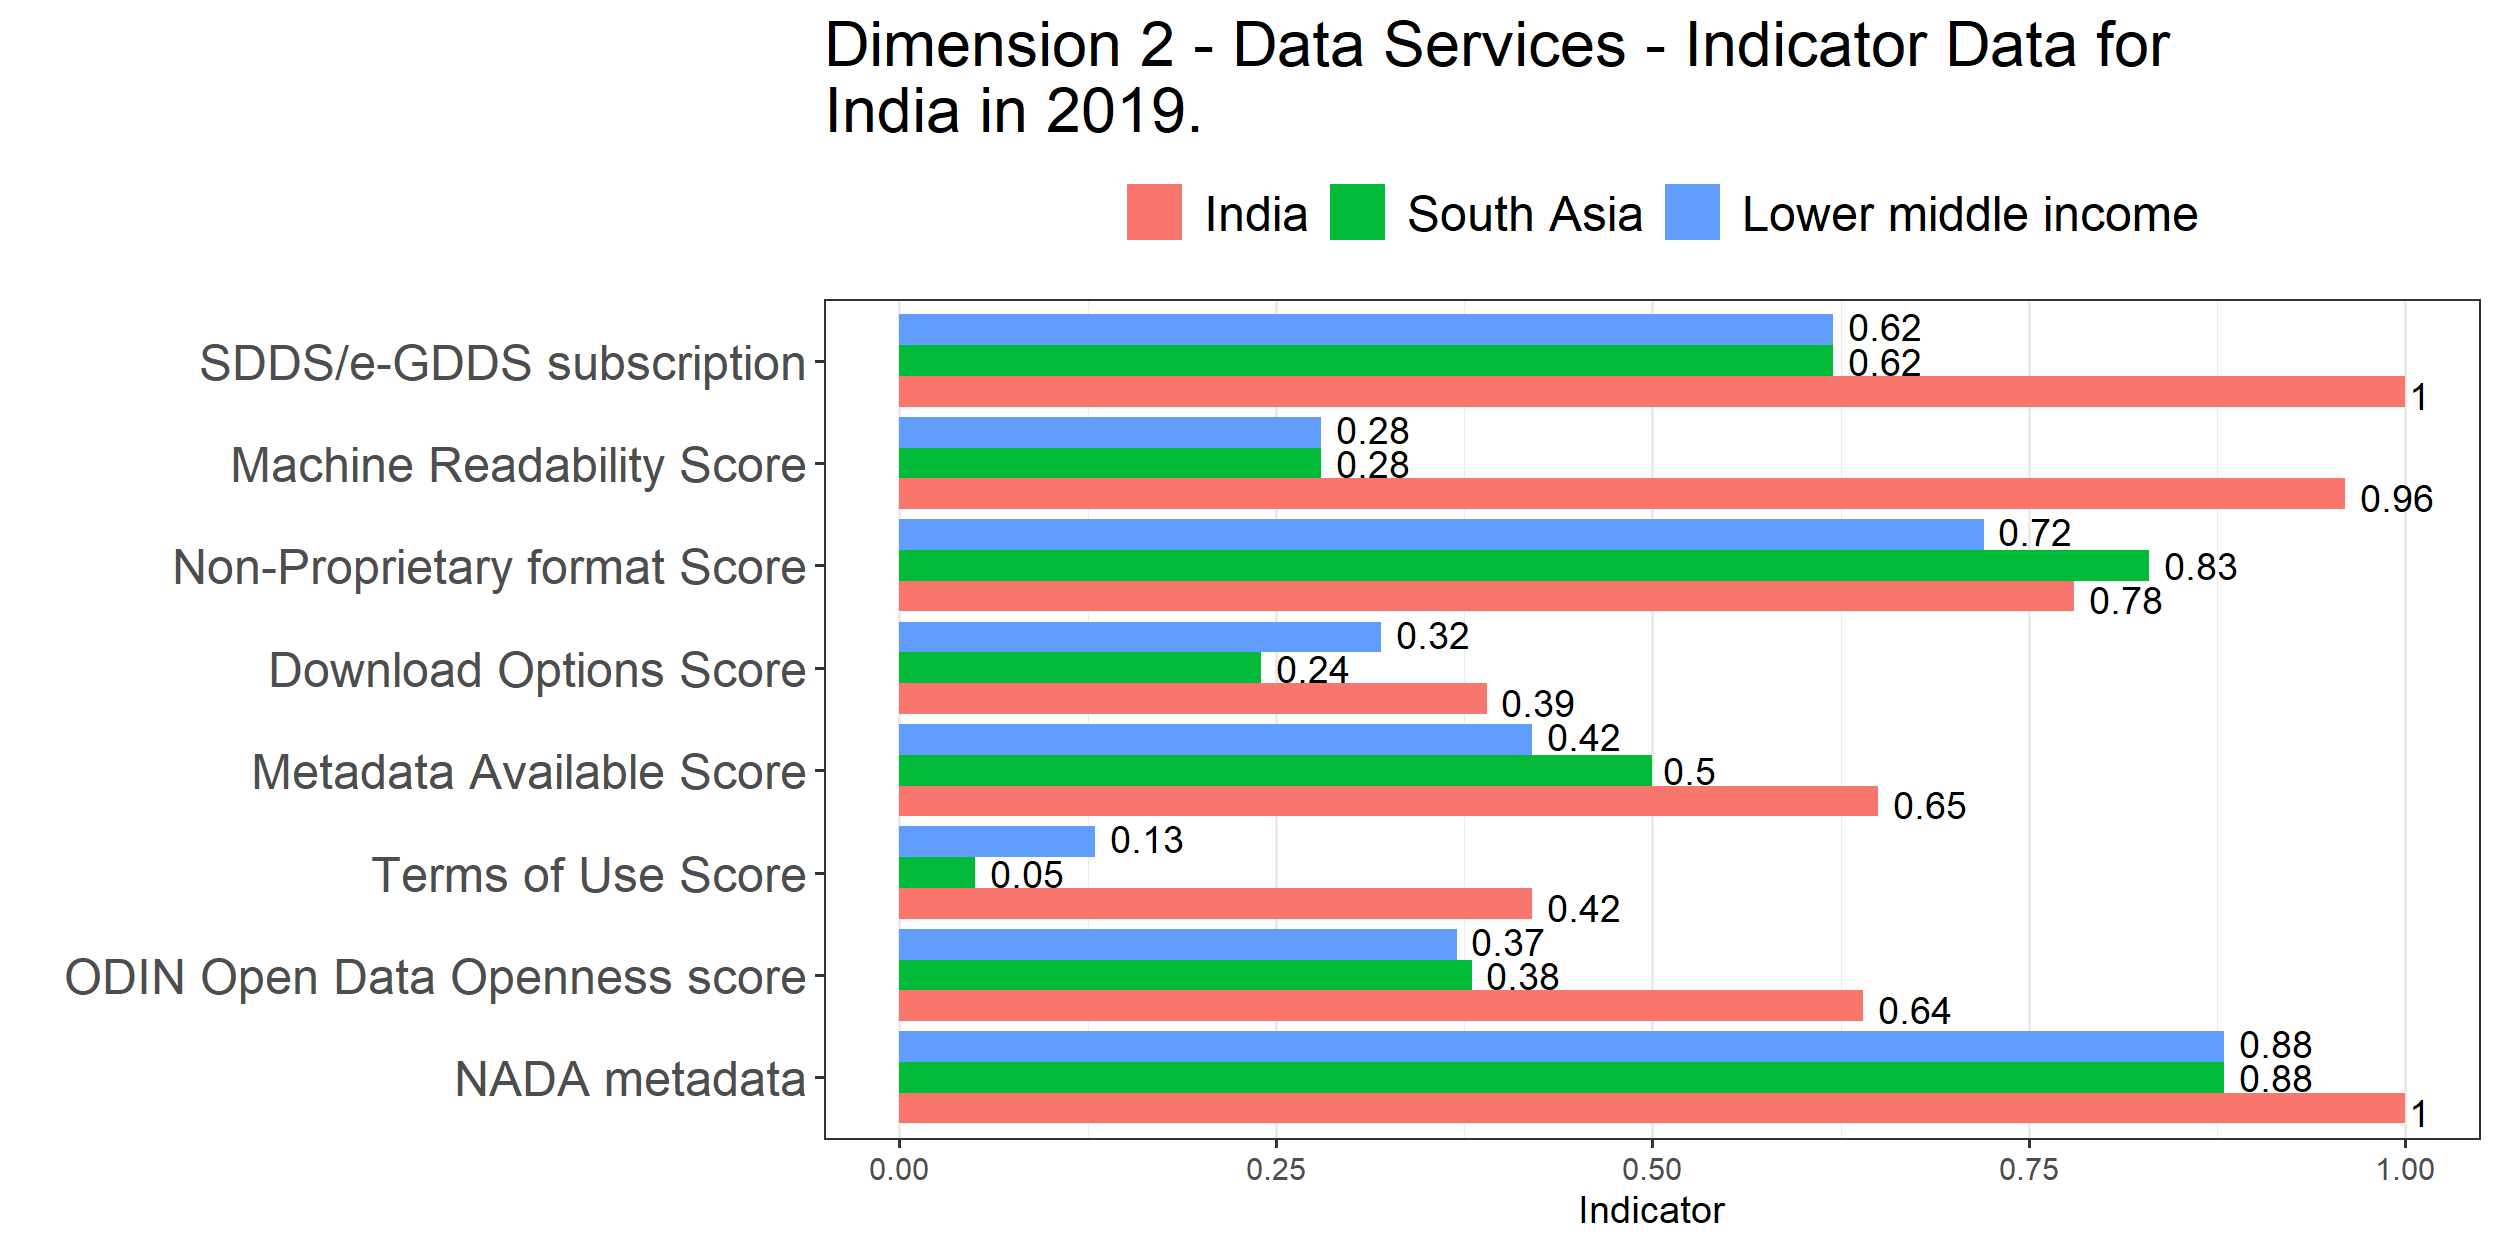 Dimension 2 - Data Services - Indicator Data for
India in 2019.
India
South Asia
Lower middle income
SDDS/e-GDDS subscription
0.62
0.62
1
Machine Readability Score
0.28
0.28
0.96
Non-Proprietary format Score
0.72
0.83
0.78
Download Options Score
0.32
0.24
0.39
Metadata Available Score
0.42
0.5
0.65
Terms of Use Score
0.13
0.05
0.42
ODIN Open Data Openness score
0.37
0.38
0.64
NADA metadata
0.88
0.88
1
0.00 0.25 0.50 0.75 1.00
Indicator